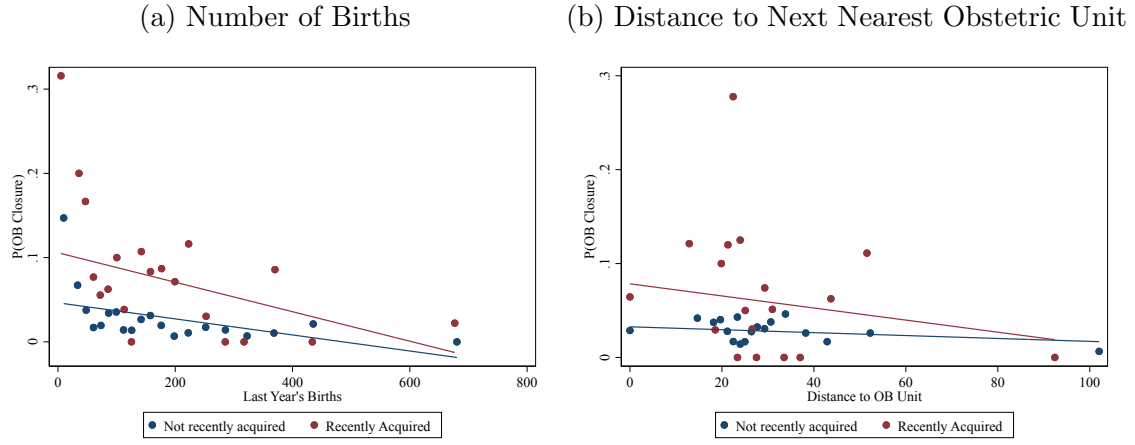 (a) Number of Births
P(OB Closure)
.3
.2
.1
0
0
200
400
600
800
Last Year's Births
Not recently acquired
Recently Acquired
(b) Distance to Next Nearest Obstetric Unit
P(OB Closure)
.3
.2
.1
0
0
20
40
60
80
100
Distance to OB Unit
Not recently acquired
Recently Acquired